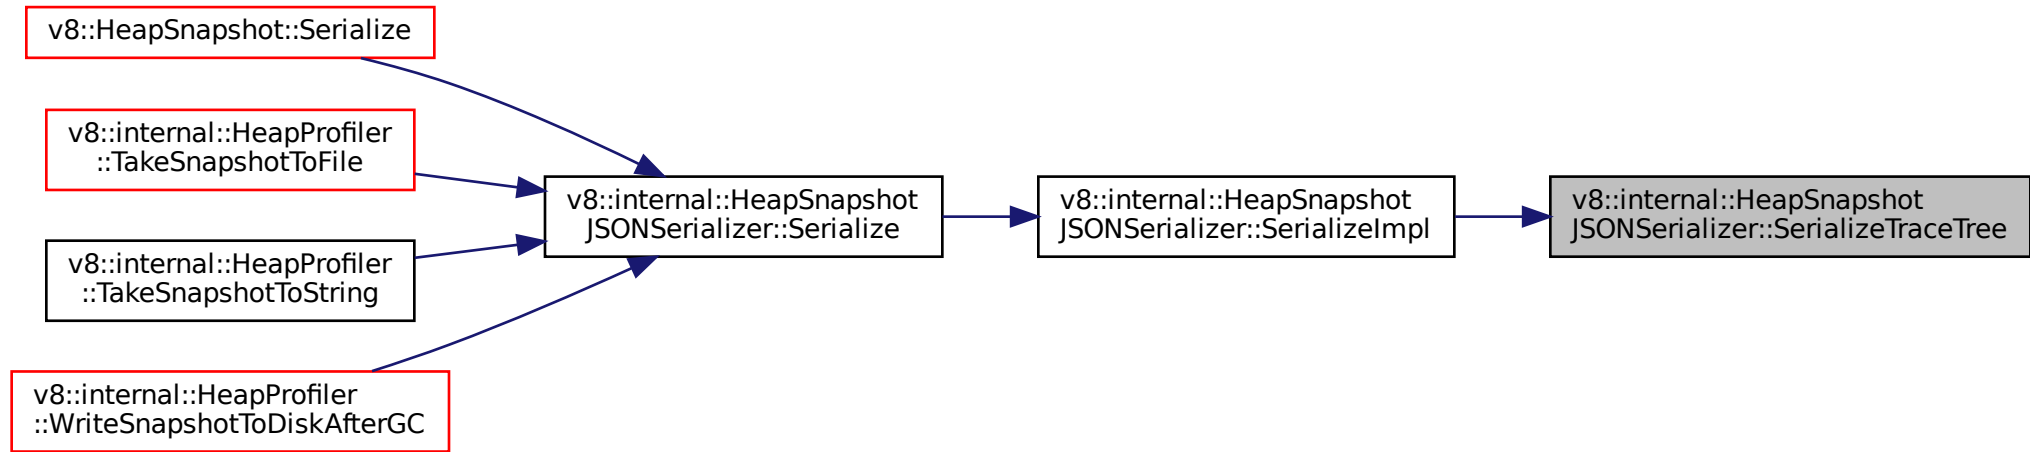 v8::HeapSnapshot::Serialize
v8::internal::HeapProfiler
::TakeSnapshotToFile
v8::internal::HeapProfiler
::TakeSnapshotToString
v8::internal::HeapProfiler
::WriteSnapshotToDiskAfterGC
v8::internal::HeapSnapshot
JSONSerializer::Serialize
v8::internal::HeapSnapshot
JSONSerializer::SerializeImpl
v8::internal::HeapSnapshot
JSONSerializer::SerializeTraceTree